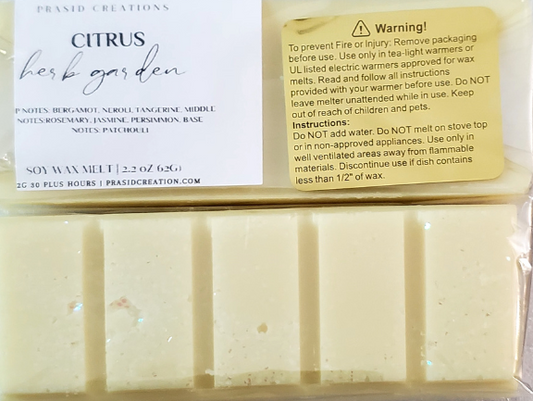 PRASID CREATIONS
CITRUS
herb garden
P NOTES: BERGAMOT, NEROLI, TANGERINE, MIDDLE
NOTES:ROSEMARY, JASMINE PERSIMMON, BASE
NOTES: PATCHOULI
SOY WAX MELT | 2.2 OZ (62G)
2G 30 PLUS HOURS | PRASIDCREATION.COM
Warning!
To prevent Fire or Injury: Remove packaging
before use. Use only in tea-light warmers or
UL listed electric warmers approved for wax
melts. Read and follow all instructions
provided with your warmer before use. Do NOT
leave melter unattended while in use. Keep
out of reach of children and pets.
Instructions:
Do NOT add water. Do NOT melt on stove top
or in non-approved appliances. Use only in
well ventilated areas away from flammable
materials. Discontinue use if dish contains
less than 1/2" of wax.